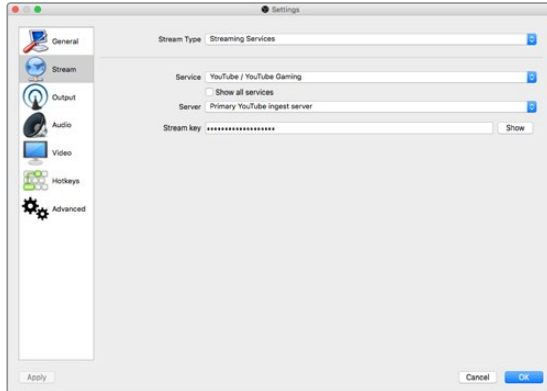 Settings
General
Stream
Output
Audio
Video
Hotkeys
Advanced
Stream Type Streaming Services
Service YouTube / YouTube Gaming
Show all services
Server Primary YouTube ingest server
Stream key ••••••••••••••••••• Show
Apply Cancel OK